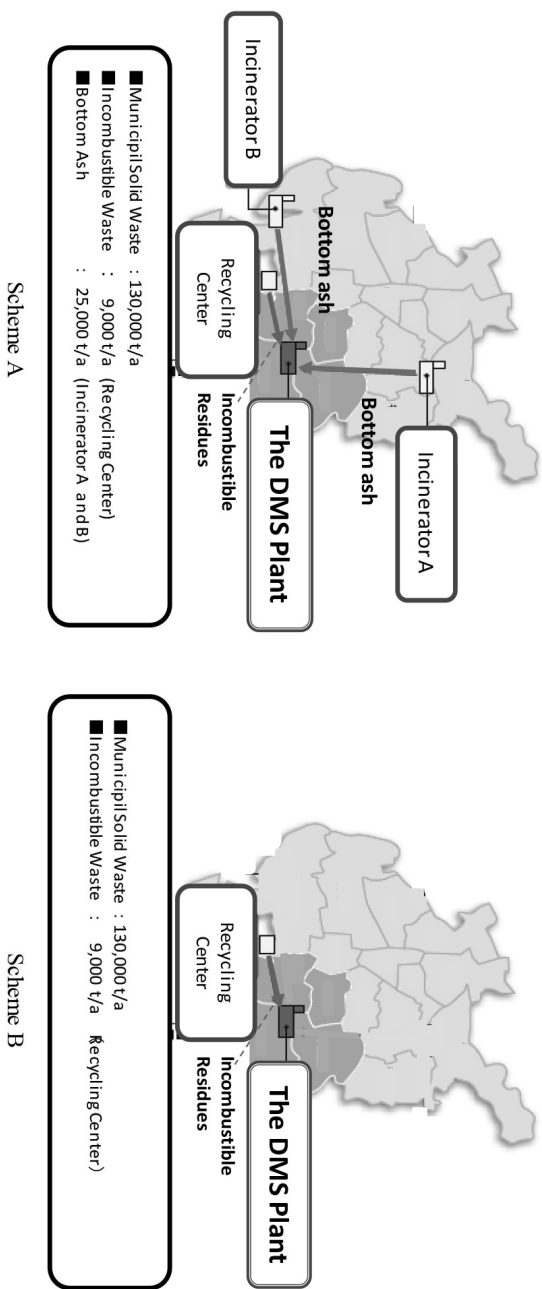 Incinerator B
Bottom ash
Bottom ash
Incinerator A
Recycling
Center
Incombustible
Residues
The DMS Plant
■Municipil Solid Waste : 130,000 t/a
■Incombustible Waste : 9,000 t/a (Recycling Center)
■Bottom Ash : 25,000 t/a (Incinerator A and B)
Scheme A
Recycling
Center
Incombustible
Residues
The DMS Plant
■Municipil Solid Waste : 130,000 t/a
■Incombustible Waste : 9,000 t/a (Recycling Center)
Scheme B